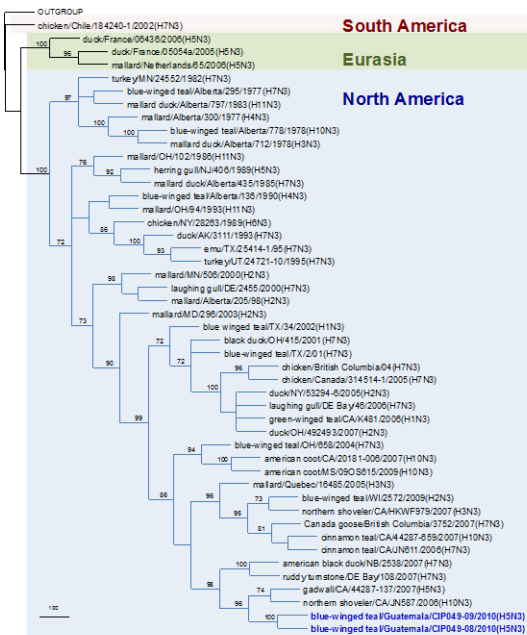 OUTGROUP
chicken/Chile/184240-1/2002(H7N3)
South America
duck/France/06436/2006(H5N3)
100
duck/France/05054a/2005(H5N3)
96
mallard/Netherlands/65/2006(H5N3)
Eurasia
turkey/MN/24552/1982(H7N3)
97
blue-winged teal/Alberta/295/1977(H7N3)
North America
mallard duck/Alberta/797/1983(H11N3)
mallard/Alberta/300/1977(H4N3)
100
blue-winged teal/Alberta/778/1978(H10N3)
100
mallard duck/Alberta/712/1978(H3N3)
mallard/OH/102/1986(H11N3)
76
100
herring gull/NJ/406/1989(H5N3)
92
mallard duck/Alberta/435/1985(H7N3)
blue-winged teal/Alberta/136/1990(H4N3)
mallard/OH/94/1993(H11N3)
chicken/NY/28263/1989(H6N3)
86
duck/AK/3111/1993(H7N3)
100
72
emu/TX/25414-1/95(H7N3)
93
turkey/UT/24721-10/1995(H7N3)
mallard/MN/506/2000(H2N3)
98
laughing gull/DE/2455/2000(H7N3)
mallard/Alberta/205/98(H2N3)
73
mallard/MD/296/2003(H2N3)
blue winged teal/TX/34/2002(H1N3)
72
black duck/OH/415/2001(H7N3)
72
blue-winged teal/TX/2/01(H7N3)
90
chicken/British Columbia/04(H7N3)
96
chicken/Canada/314514-1/2005(H7N3)
100
duck/NY/53294-6/2005(H2N3)
laughing gull/DE Bay/46/2006(H7N3)
green-winged teal/CA/K481/2006(H1N3)
99
duck/OH/492493/2007(H2N3)
blue-winged teal/OH/658/2004(H7N3)
94
american coot/CA/20181-006/2007(H10N3)
100
american coot/MS/09OS615/2009(H10N3)
mallard/Quebec/16485/2005(H3N3)
86
96
blue-winged teal/WI/2572/2009(H2N3)
73
northern shoveler/CA/HKWF979/2007(H3N3)
95
Canada goose/British Columbia/3752/2007(H7N3)
81
cinnamon teal/CA/44287-659/2007(H10N3)
cinnamon teal/CA/JN611/2006(H7N3)
american black duck/NB/2538/2007(H7N3)
100
ruddy turnstone/DE Bay/108/2007(H7N3)
98
gadwall/CA/44287-137/2007(H5N3)
74
northern shoveler/CA/JN587/2006(H10N3)
96
blue-winged teal/Guatemala/CIP049-09/2010(H5N3)
100
100
blue-winged teal/Guatemala/CIP049-08/2010(H5N3)